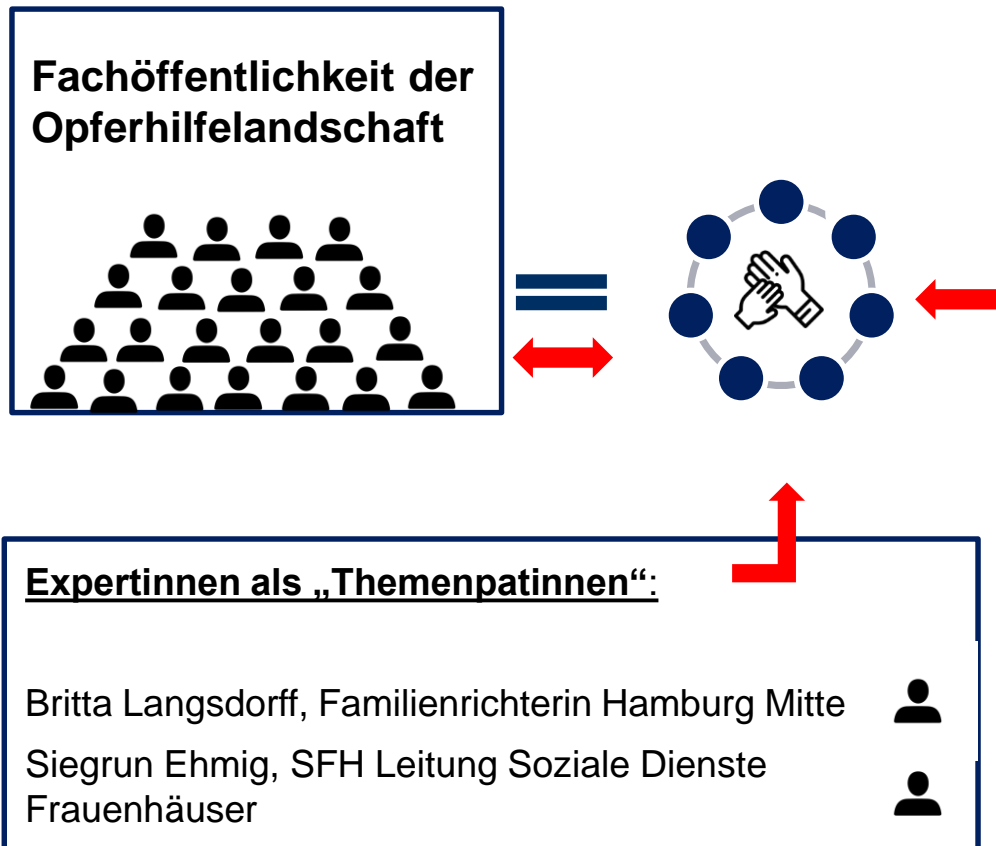 Fachöffentlichkeit der
Opferhilfelandschaft
Expertinnen als „Themenpatinnen“:
Britta Langsdorff, Familienrichterin Hamburg Mitte
Siegrun Ehmig, SFH Leitung Soziale Dienste
Frauenhäuser